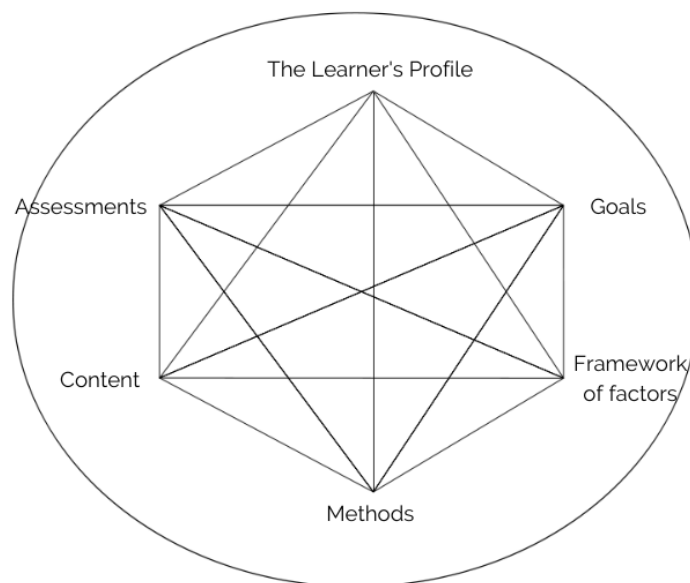 The Learner's Profile
Assessments
Goals
Content
Framework
of factors
Methods